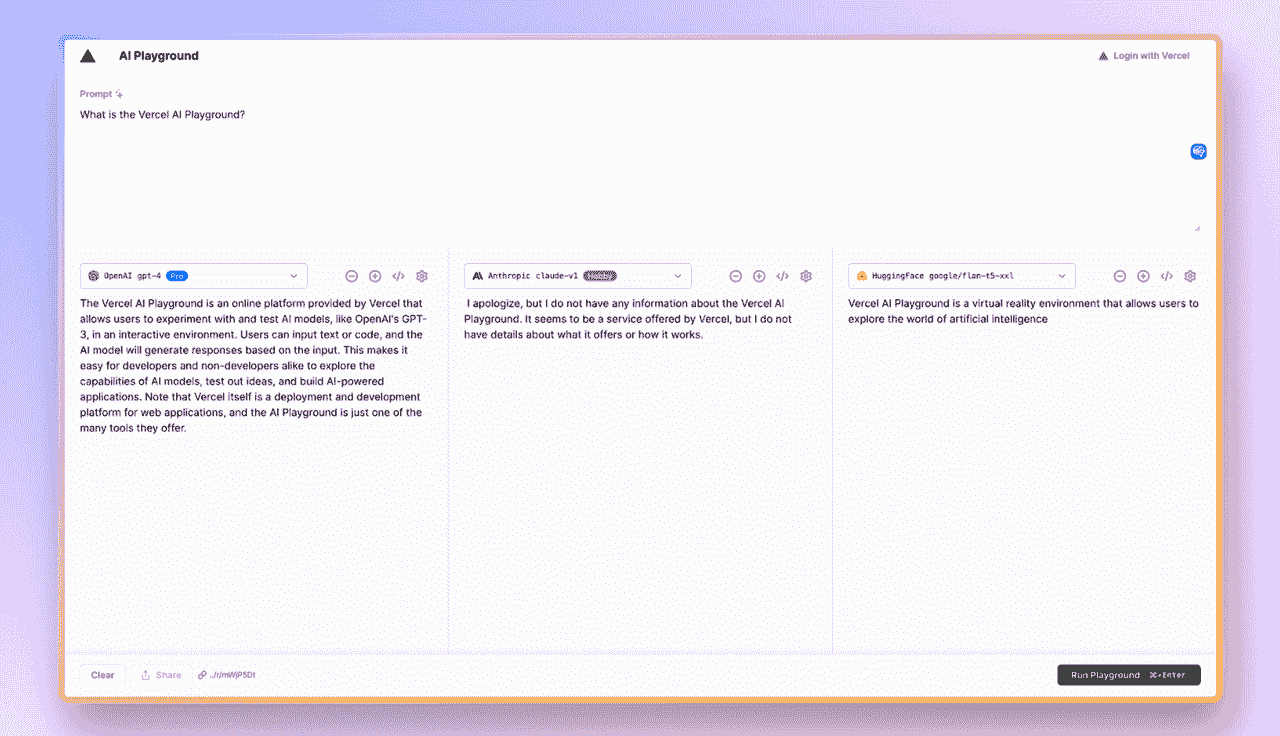 AI Playground
Login with Vercel
Prompt
What is the Vercel AI Playground?
OpenAI gpt-4 Pro
The Vercel AI Playground is an online platform provided by Vercel that
allows users to experiment with and test AI models, like OpenAI's GPT-
3, in an interactive environment. Users can input text or code, and the
AI model will generate responses based on the input. This makes it
easy for developers and non-developers alike to explore the
capabilities of AI models, test out ideas, and build AI-powered
applications. Note that Vercel itself is a deployment and development
platform for web applications, and the AI Playground is just one of the
many tools they offer.
Anthropic claude-v1 Hobby
I apologize, but I do not have any information about the Vercel AI
Playground. It seems to be a service offered by Vercel, but I do not
have details about what it offers or how it works.
HuggingFace google/flan-t5-xxl
Vercel AI Playground is a virtual reality environment that allows users to
explore the world of artificial intelligence
Clear
Share
../r/mWjP5Dt
Run Playground ⌘+Enter